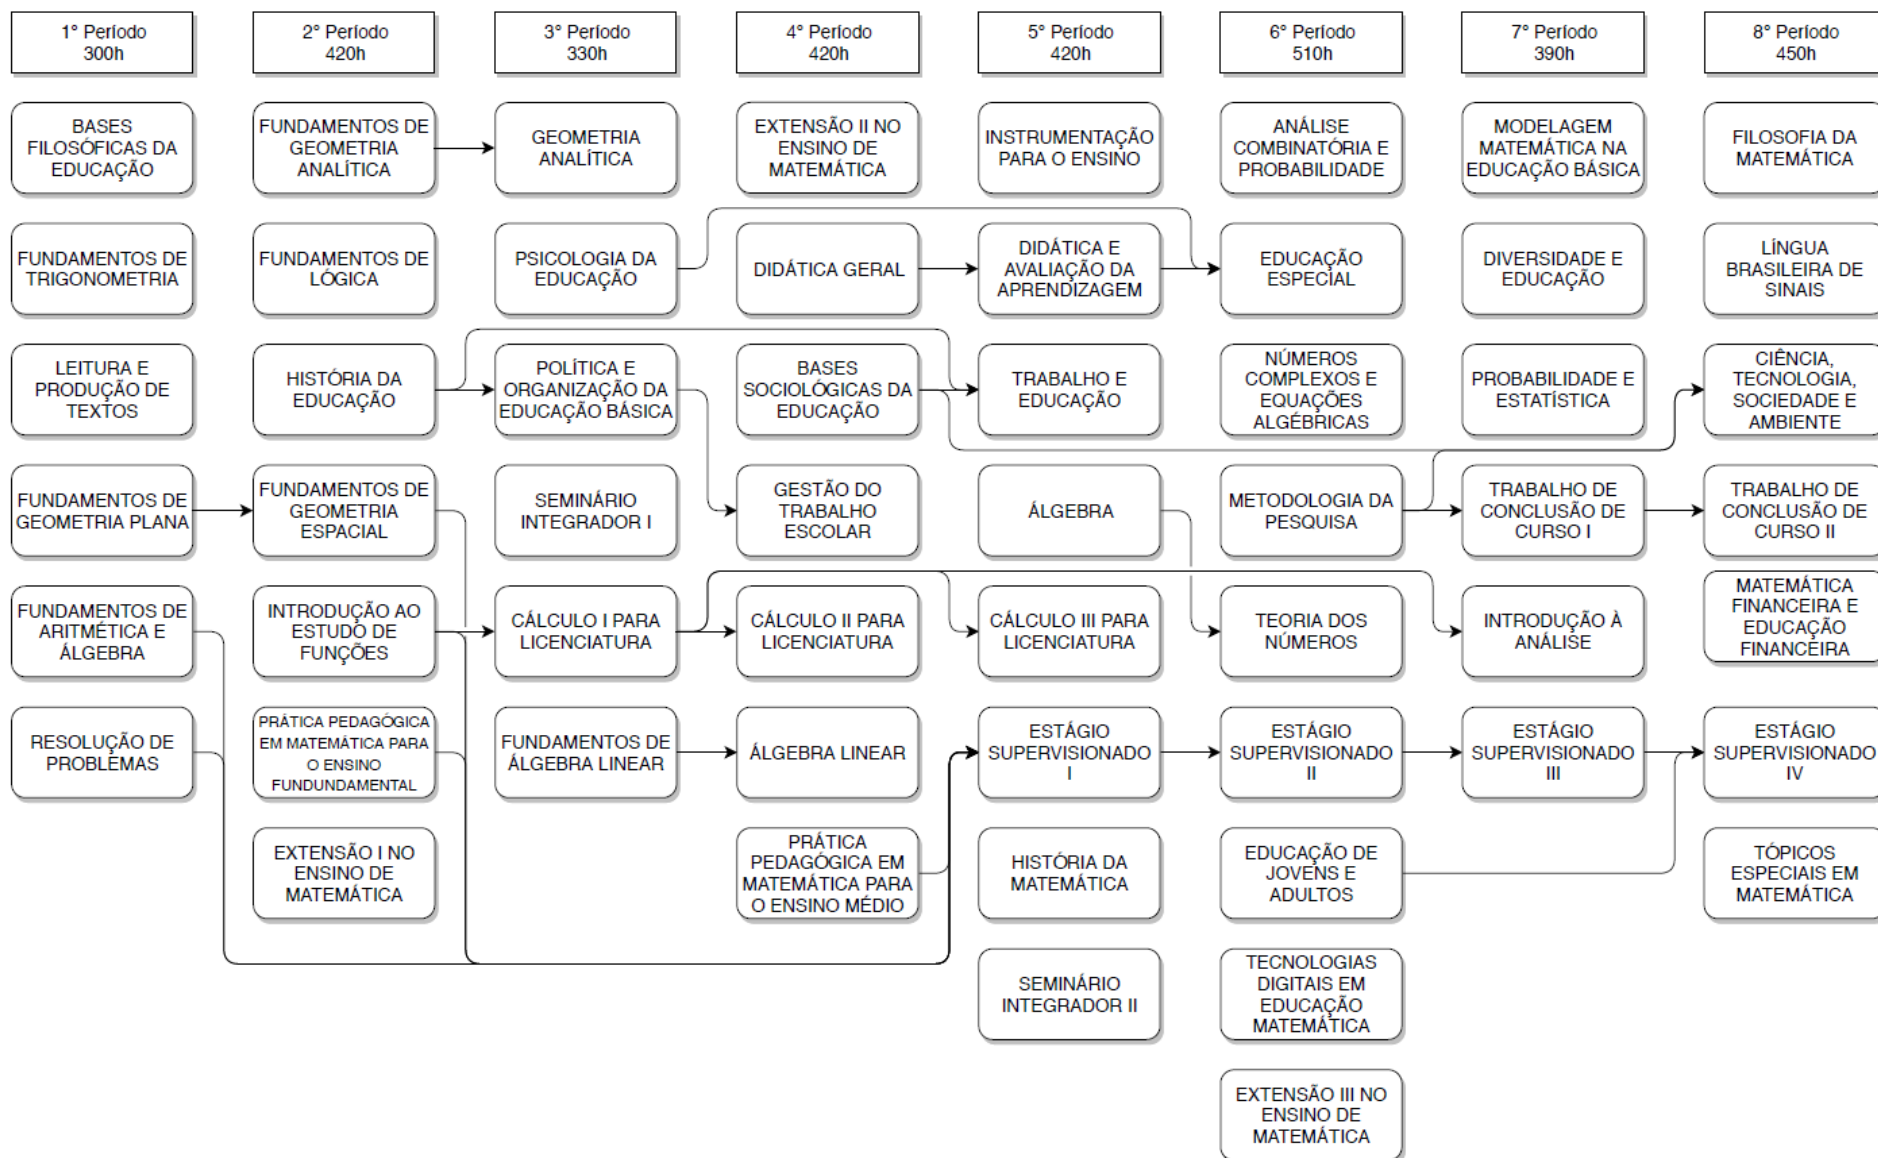 1° Período
300h
2° Período
420h
3° Período
330h
4° Período
420h
5° Período
420h
6° Período
510h
7° Período
390h
8° Período
450h
BASES
FILOSÓFICAS DA
EDUCAÇÃO
FUNDAMENTOS DE
GEOMETRIA
ANALÍTICA
GEOMETRIA
ANALÍTICA
EXTENSÃO II NO
ENSINO DE
MATEMÁTICA
INSTRUMENTAÇÃO
PARA O ENSINO
ANÁLISE
COMBINATÓRIA E
PROBABILIDADE
MODELAGEM
MATEMÁTICA NA
EDUCAÇÃO BÁSICA
FILOSOFIA DA
MATEMÁTICA
FUNDAMENTOS DE
TRIGONOMETRIA
FUNDAMENTOS DE
LÓGICA
PSICOLOGIA DA
EDUCAÇÃO
DIDÁTICA GERAL
DIDÁTICA E
AVALIAÇÃO DA
APRENDIZAGEM
EDUCAÇÃO
ESPECIAL
DIVERSIDADE E
EDUCAÇÃO
LÍNGUA
BRASILEIRA DE
SINAIS
LEITURA E
PRODUÇÃO DE
TEXTOS
HISTÓRIA DA
EDUCAÇÃO
POLÍTICA E
ORGANIZAÇÃO DA
EDUCAÇÃO BÁSICA
BASES
SOCIOLÓGICAS DA
EDUCAÇÃO
TRABALHO E
EDUCAÇÃO
NÚMEROS
COMPLEXOS E
EQUAÇÕES
ALGÉBRICAS
PROBABILIDADE E
ESTATÍSTICA
CIÊNCIA,
TECNOLOGIA,
SOCIEDADE E
AMBIENTE
FUNDAMENTOS DE
GEOMETRIA PLANA
FUNDAMENTOS DE
GEOMETRIA
ESPACIAL
SEMINÁRIO
INTEGRADOR I
GESTÃO DO
TRABALHO
ESCOLAR
ÁLGEBRA
METODOLOGIA DA
PESQUISA
TRABALHO DE
CONCLUSÃO DE
CURSO I
TRABALHO DE
CONCLUSÃO DE
CURSO II
FUNDAMENTOS DE
ARITMÉTICA E
ÁLGEBRA
INTRODUÇÃO AO
ESTUDO DE
FUNÇÕES
CÁLCULO I PARA
LICENCIATURA
CÁLCULO II PARA
LICENCIATURA
CÁLCULO III PARA
LICENCIATURA
TEORIA DOS
NÚMEROS
INTRODUÇÃO À
ANÁLISE
MATEMÁTICA
FINANCEIRA E
EDUCAÇÃO
FINANCEIRA
RESOLUÇÃO DE
PROBLEMAS
PRÁTICA PEDAGÓGICA
EM MATEMÁTICA PARA
O ENSINO
FUNDUNDAMENTAL
FUNDAMENTOS DE
ÁLGEBRA LINEAR
ÁLGEBRA LINEAR
ESTÁGIO
SUPERVISIONADO
I
ESTÁGIO
SUPERVISIONADO
II
ESTÁGIO
SUPERVISIONADO
III
ESTÁGIO
SUPERVISIONADO
IV
EXTENSÃO I NO
ENSINO DE
MATEMÁTICA
PRÁTICA
PEDAGÓGICA EM
MATEMÁTICA PARA
O ENSINO MÉDIO
HISTÓRIA DA
MATEMÁTICA
EDUCAÇÃO DE
JOVENS E
ADULTOS
TÓPICOS
ESPECIAIS EM
MATEMÁTICA
SEMINÁRIO
INTEGRADOR II
TECNOLOGIAS
DIGITAIS EM
EDUCAÇÃO
MATEMÁTICA
EXTENSÃO III NO
ENSINO DE
MATEMÁTICA